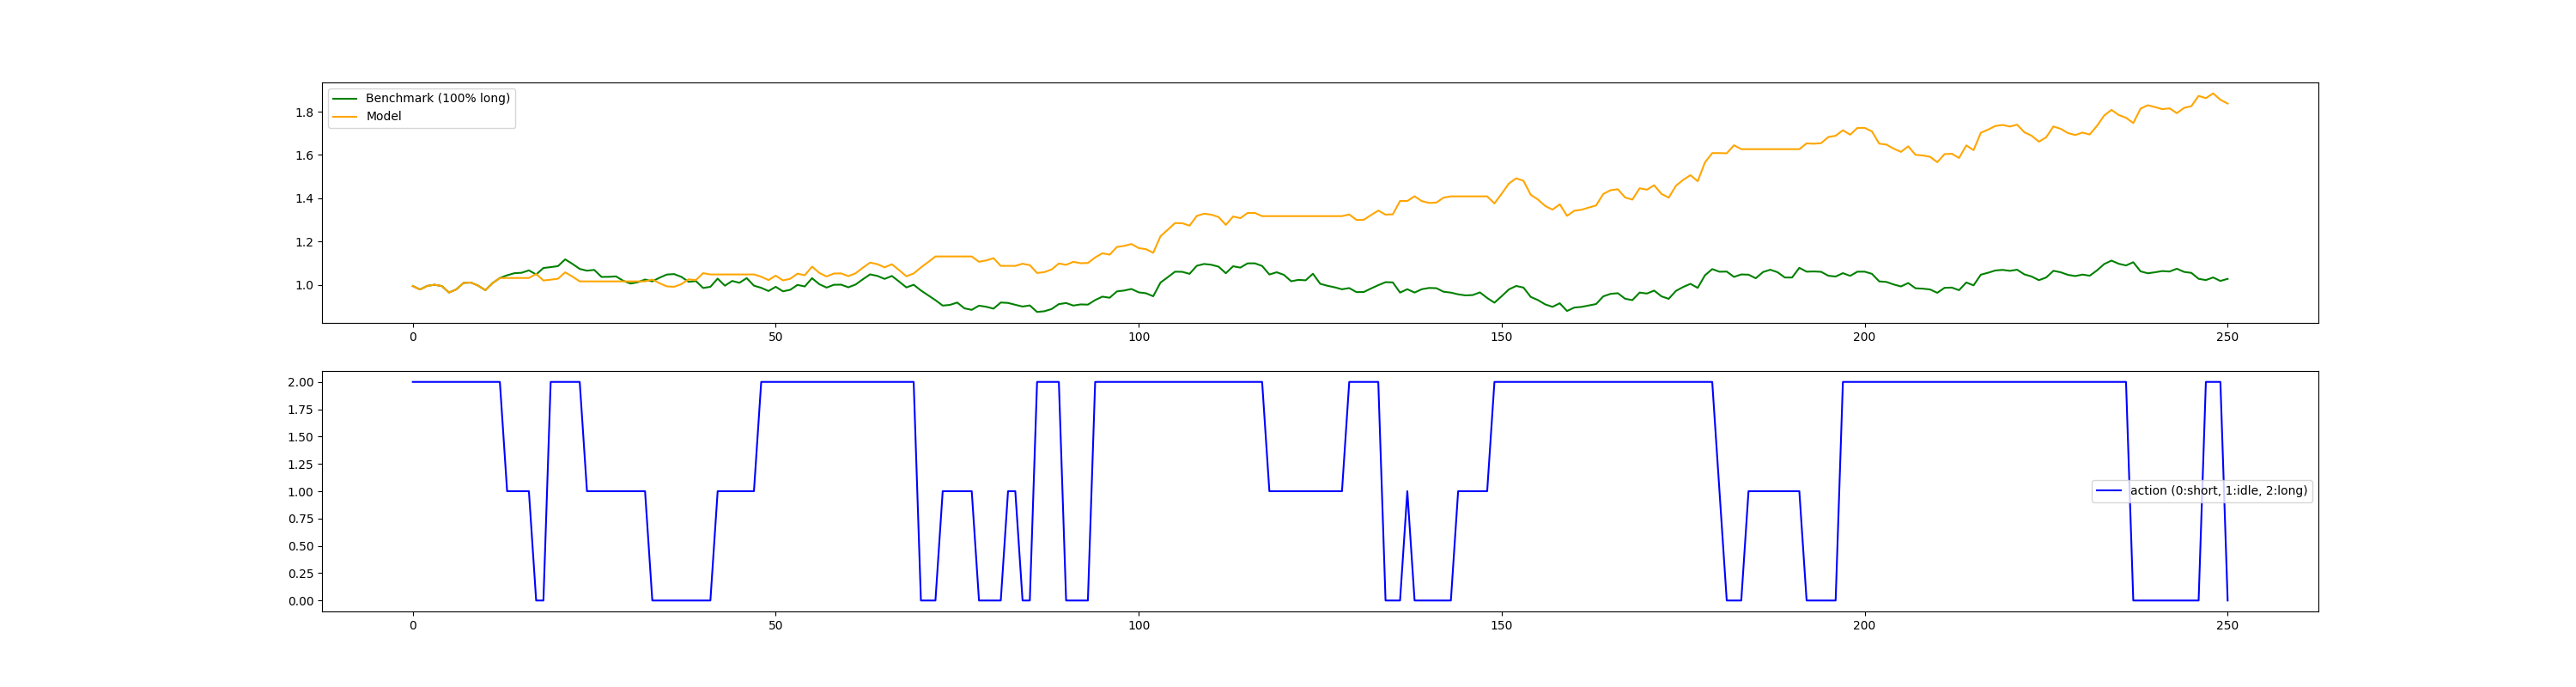 Benchmark (100% long)
Model
1.8
1.6
1.4
1.2
1.0
0 50 100 150 200 250
2.00
1.75
1.50
1.25
1.00
0.75
0.50
0.25
0.00
action (0:short, 1:idle, 2:long)
0 50 100 150 200 250